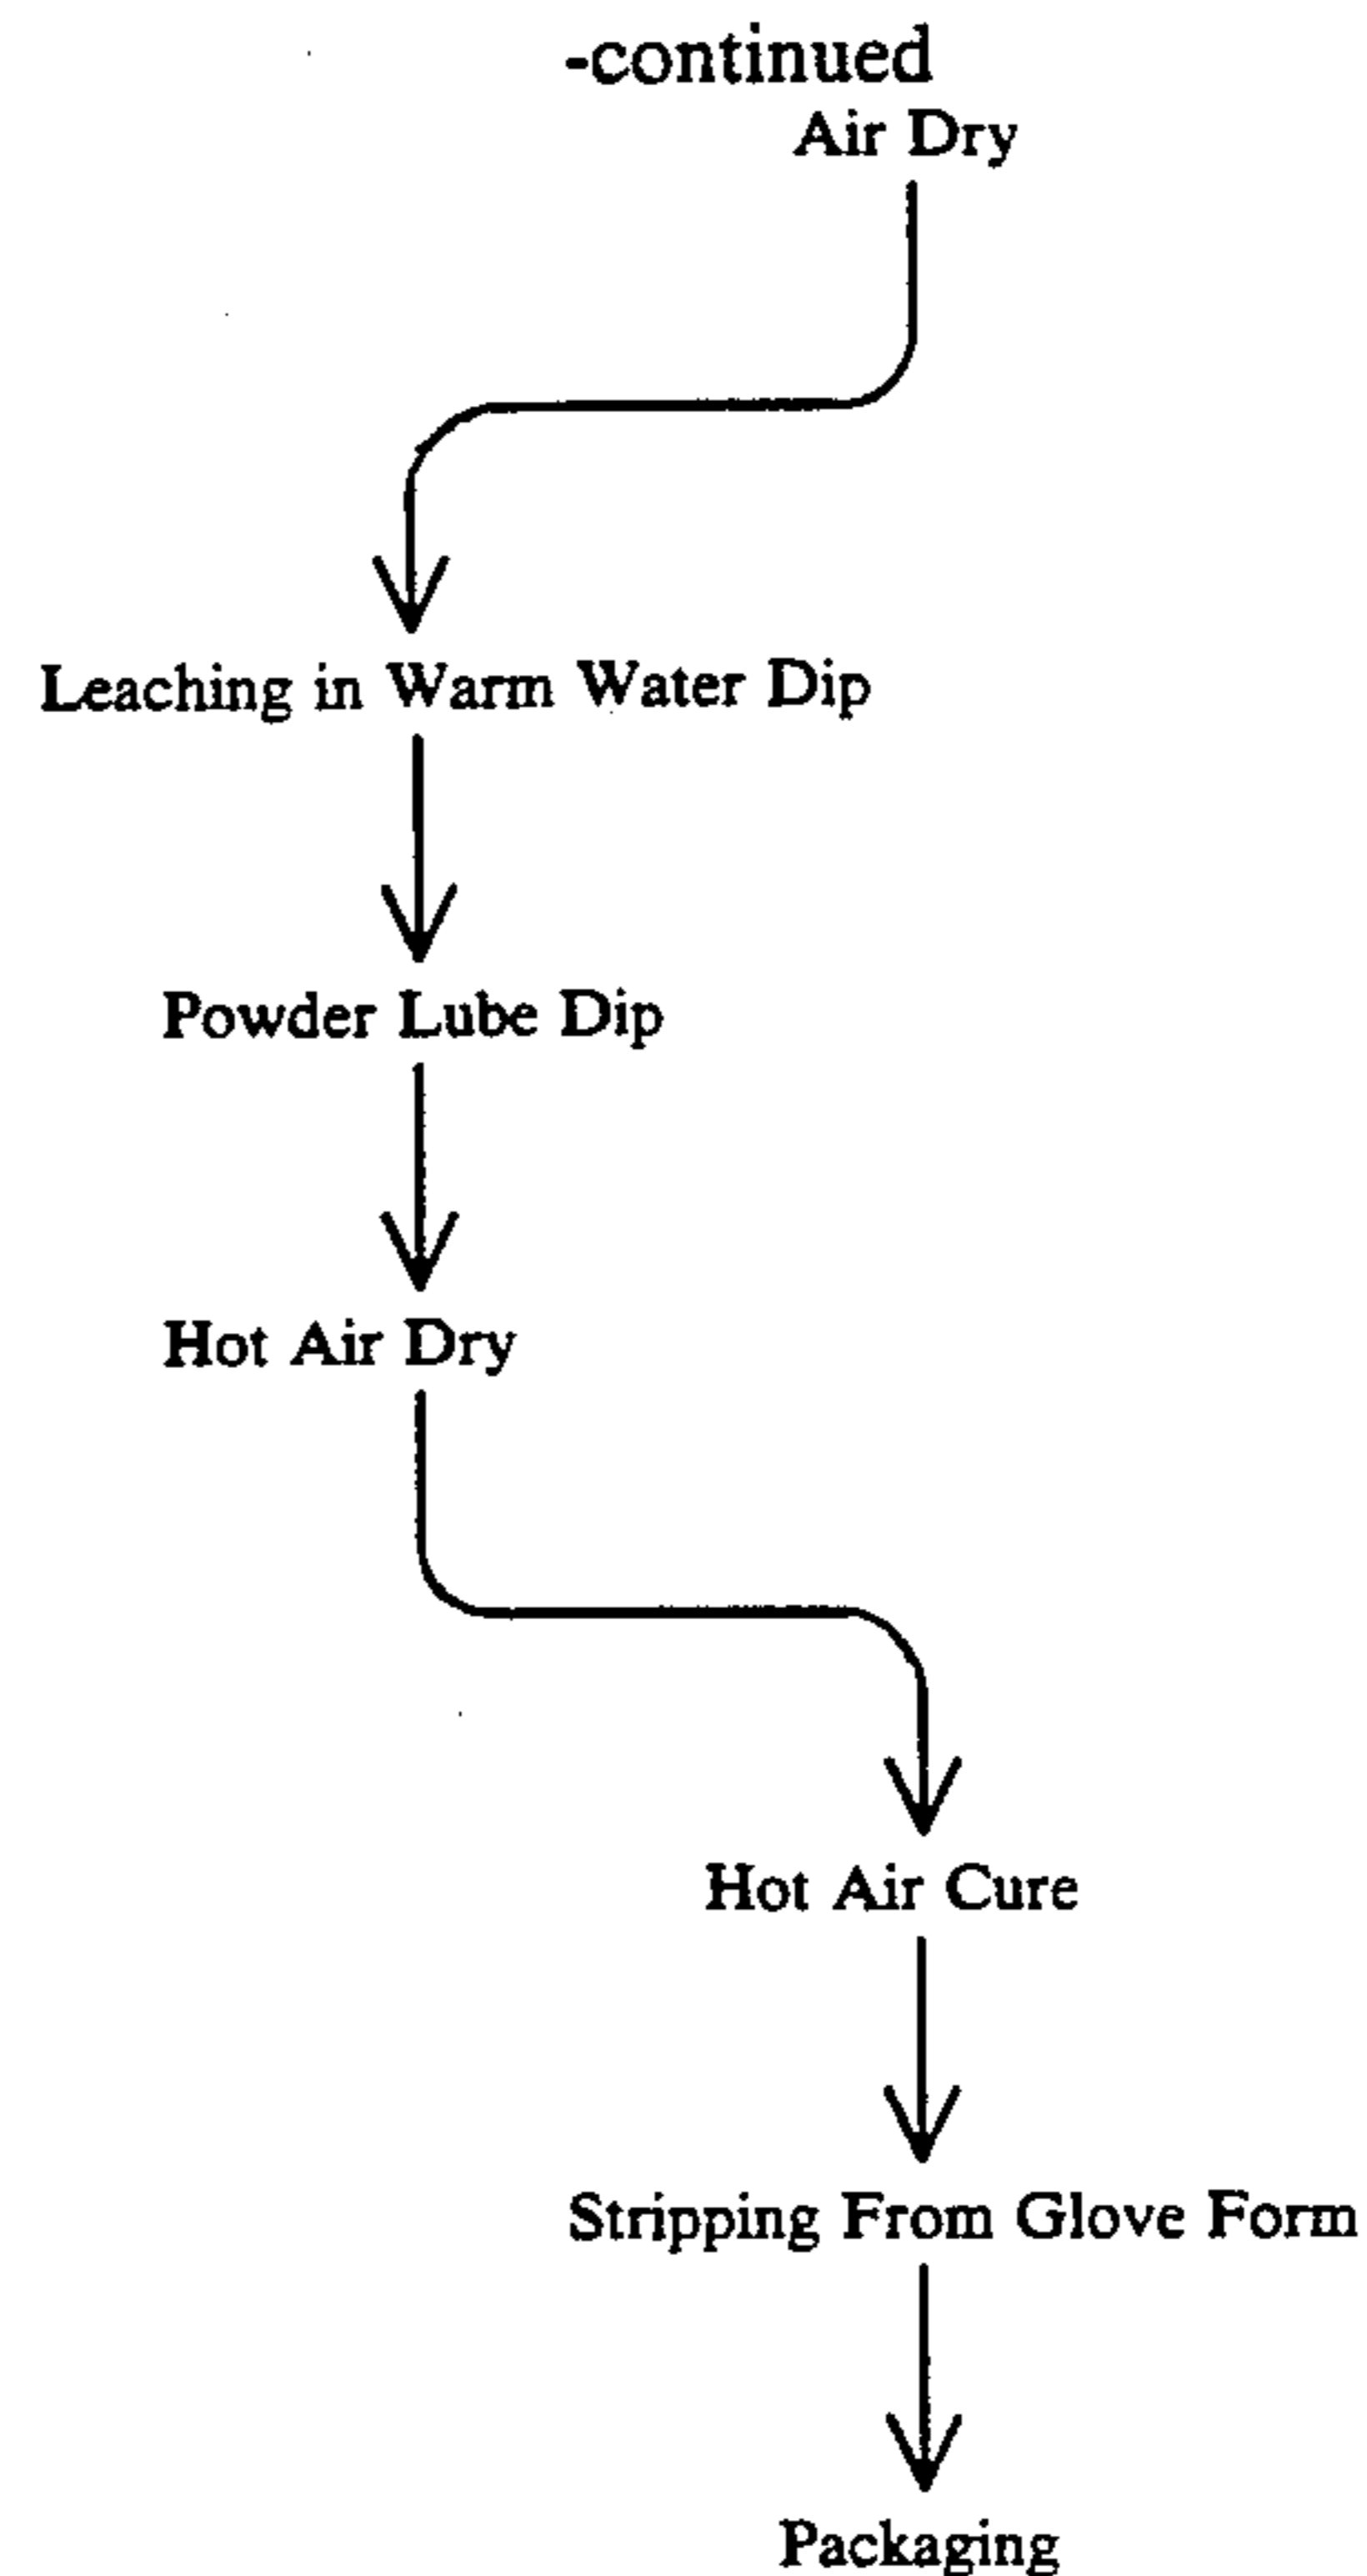 -continued
Air Dry
Leaching in Warm Water Dip
Powder Lube Dip
Hot Air Dry
Hot Air Cure
Stripping From Glove Form
Packaging